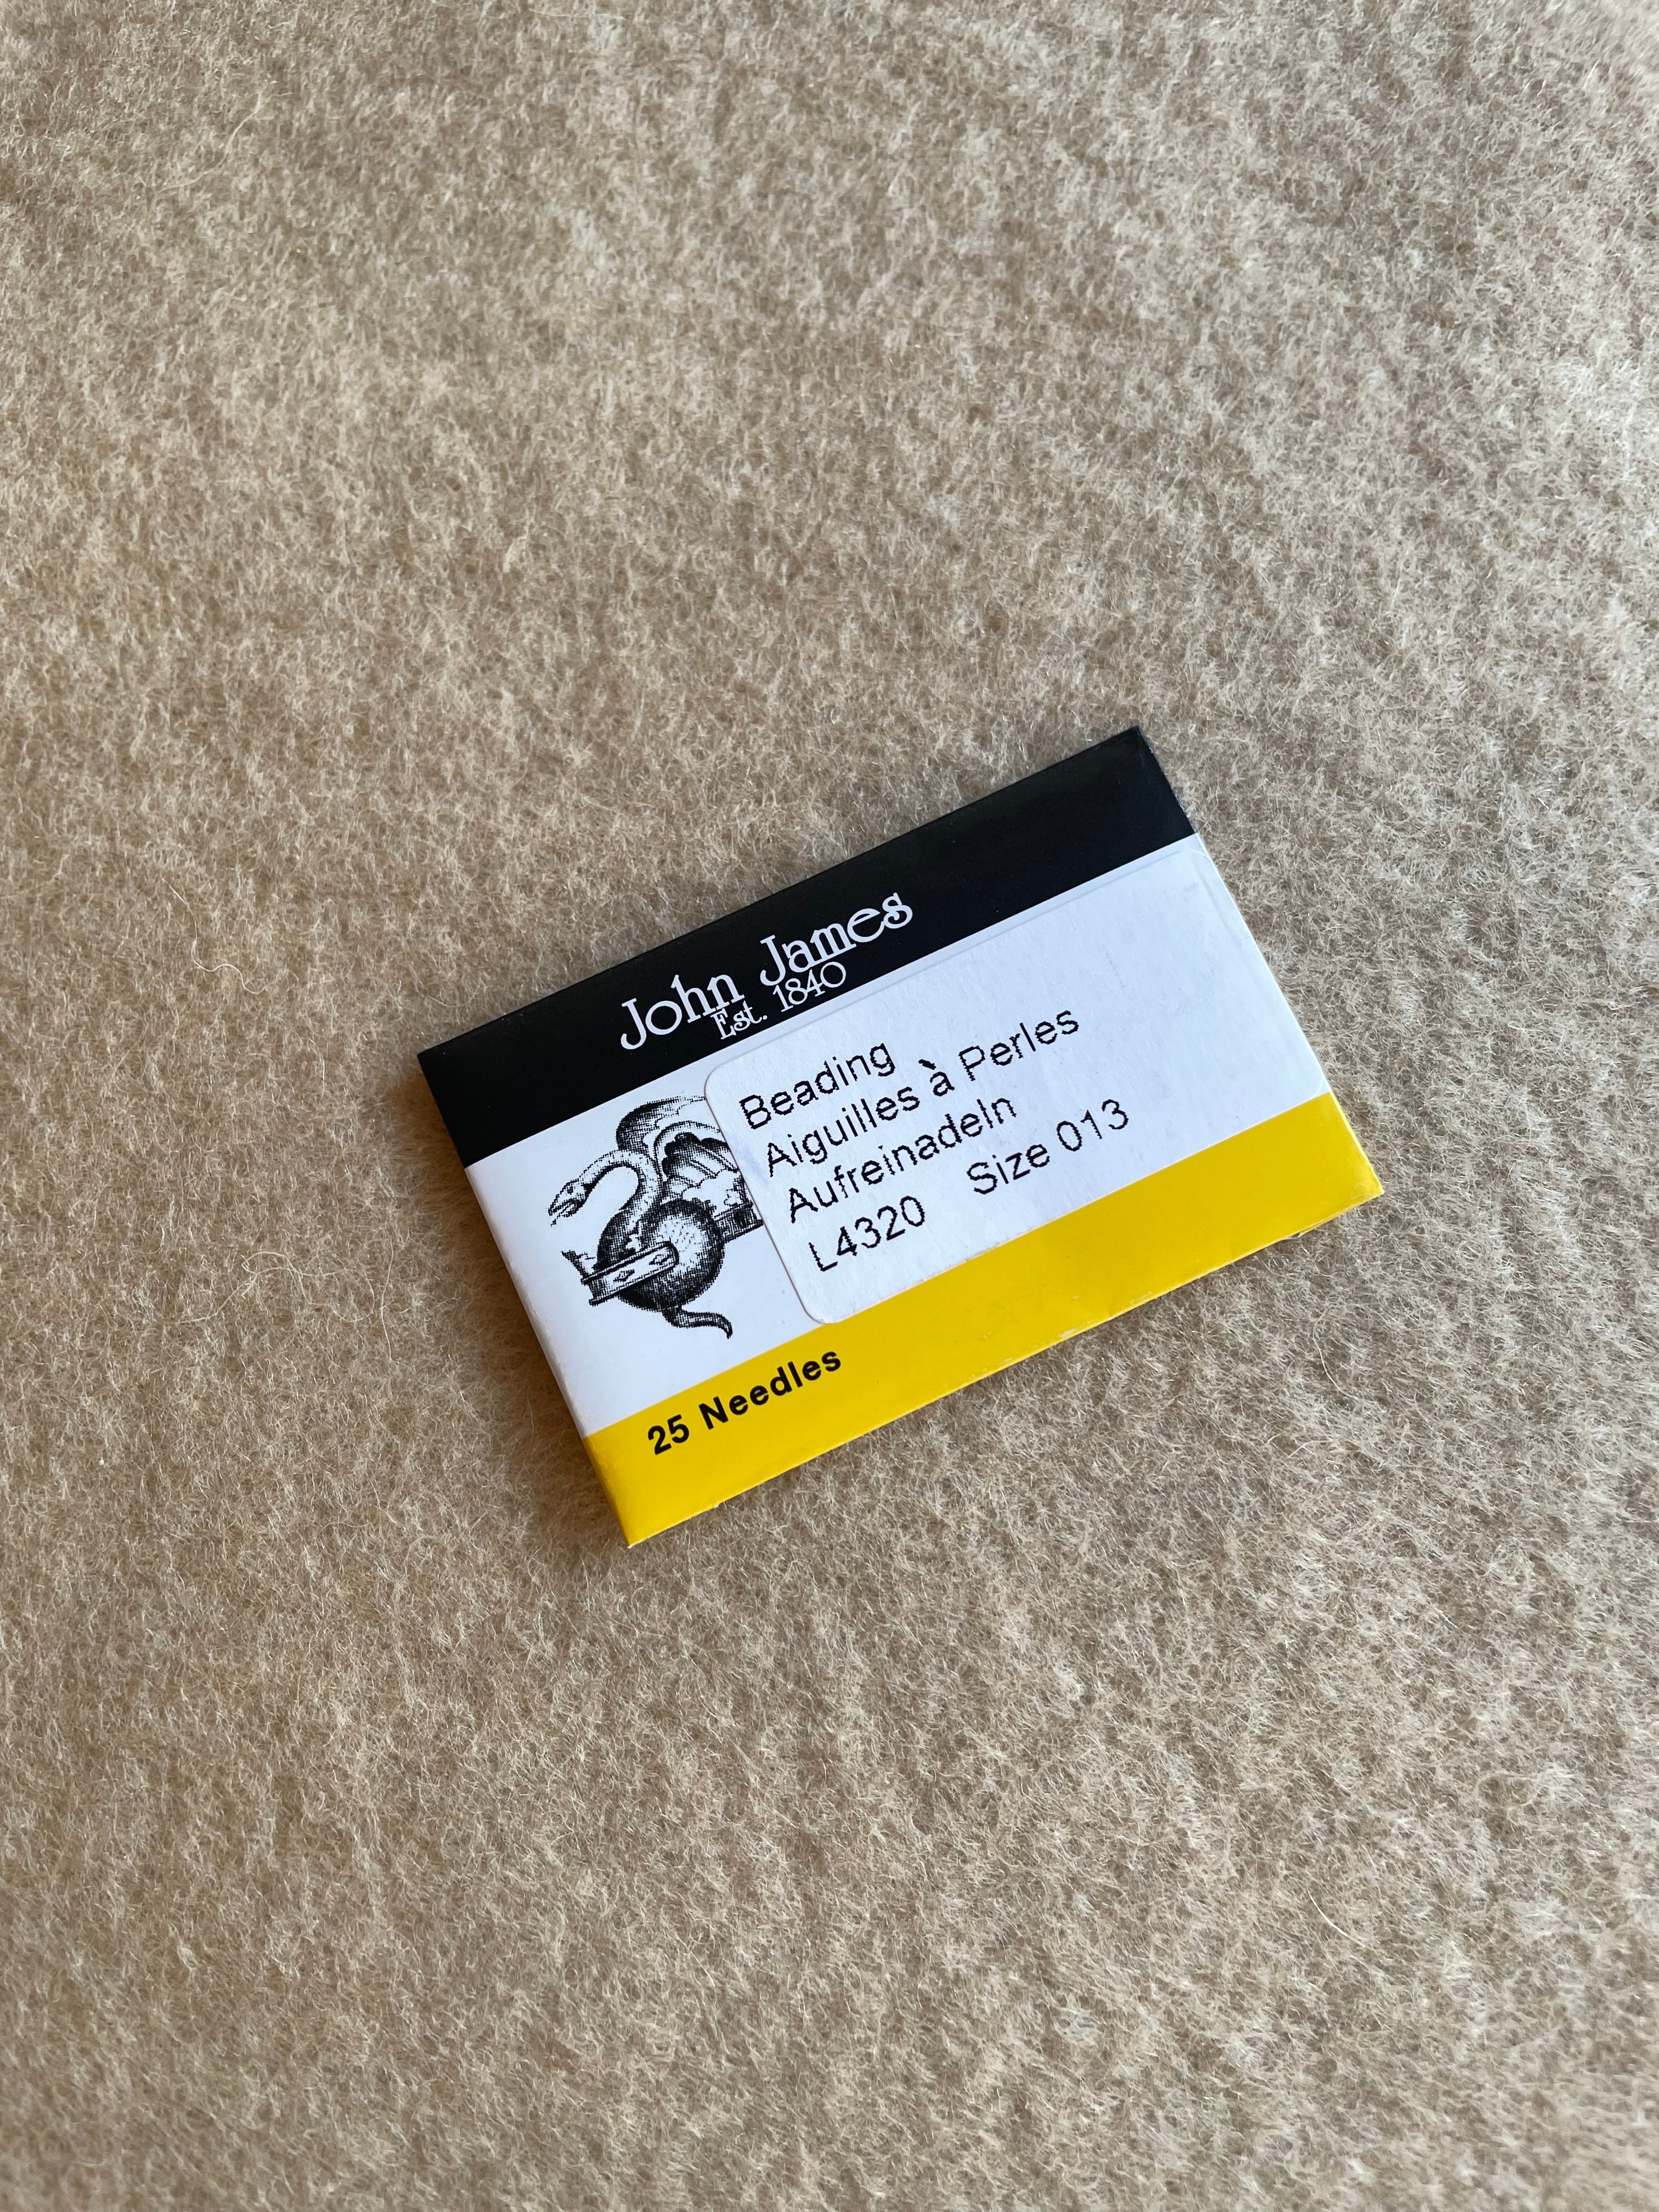 John James
Est. 1840
Beading
Aiguilles à Perles
Aufreinadeln
L4320 Size 013
25 Needles